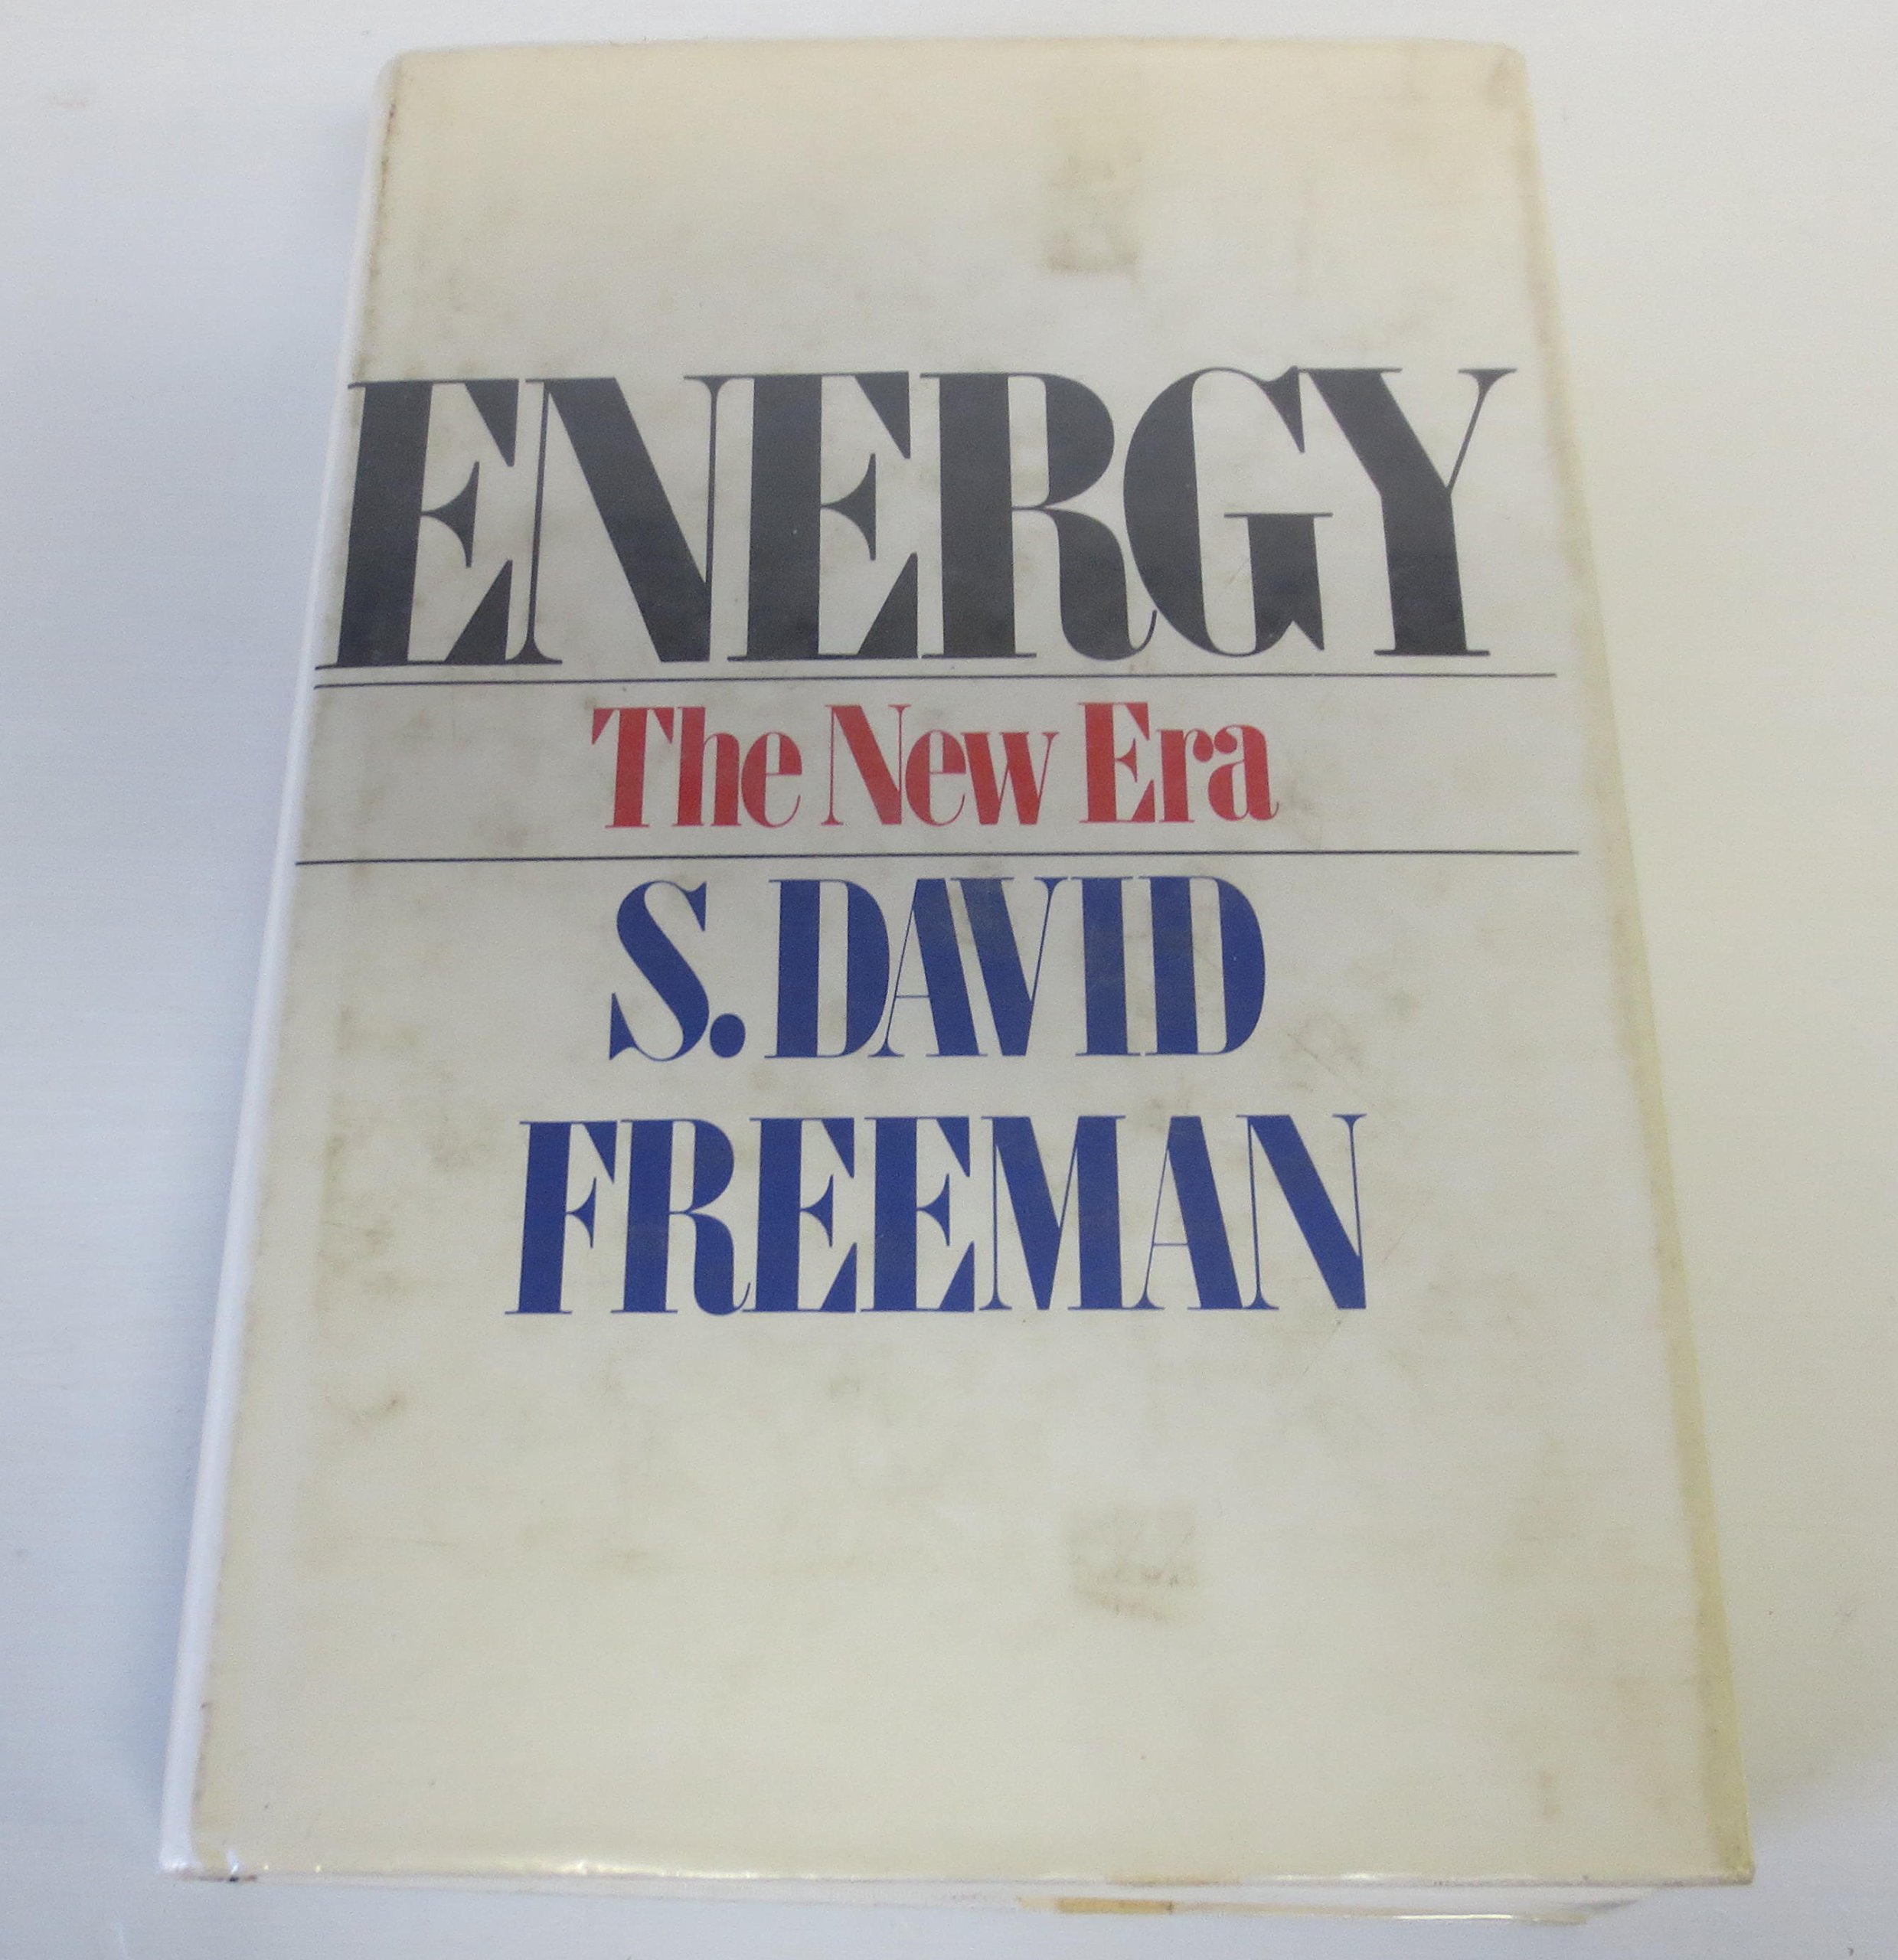 ENERGY
The New Era
S. DAVID
FREEMAN